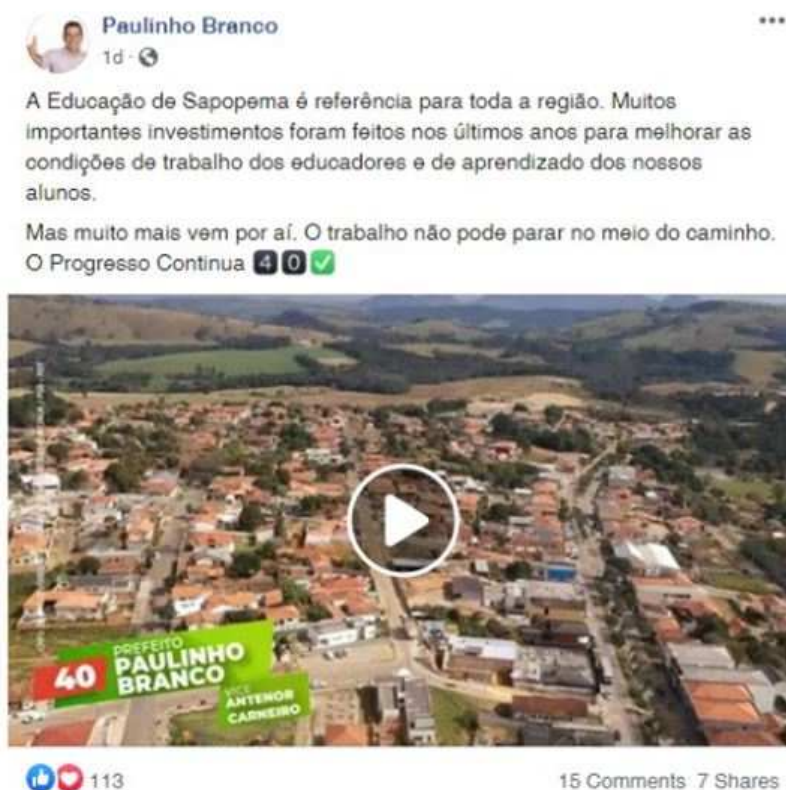 Paulinho Branco
1d ·
A Educação de Sapopema é referência para toda a região. Muitos
importantes investimentos foram feitos nos últimos anos para melhorar as
condições de trabalho dos educadores e de aprendizado dos nossos
alunos.
Mas muito mais vem por aí. O trabalho não pode parar no meio do caminho.
O Progresso Continua 4️⃣0️⃣✅
40
PREFEITO
PAULINHO
BRANCO
VICE
ANTENOR
CARNEIRO
113
15 Comments 7 Shares